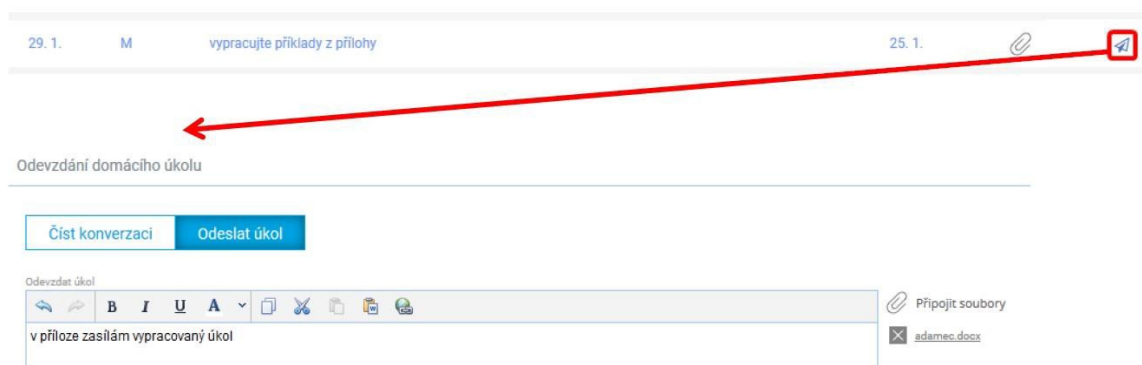 29. 1. M vypracujte příklady z přílohy 25. 1.
Odevzdání domácího úkolu
Číst konverzaci Odeslat úkol
Odevzdat úkol
B I U A
Připojit soubory
v příloze zasílám vypracovaný úkol
adamec.docx